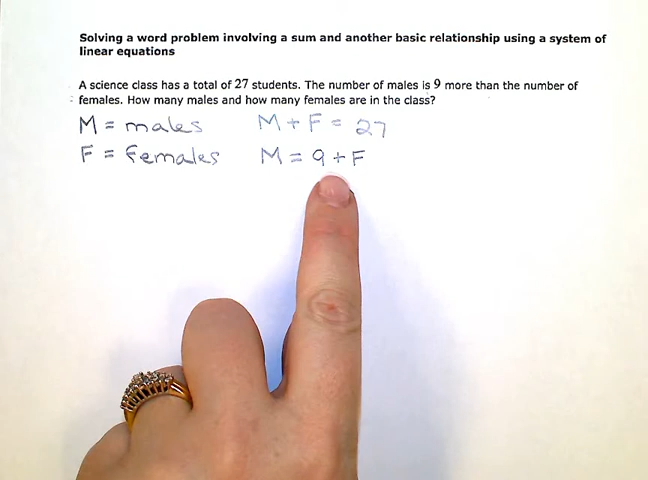 Solving a word problem involving a sum and another basic relationship using a system of
linear equations
A science class has a total of 27 students. The number of males is 9 more than the number of
females. How many males and how many females are in the class?
M = males M + F = 27
F = Females M = 9 + F